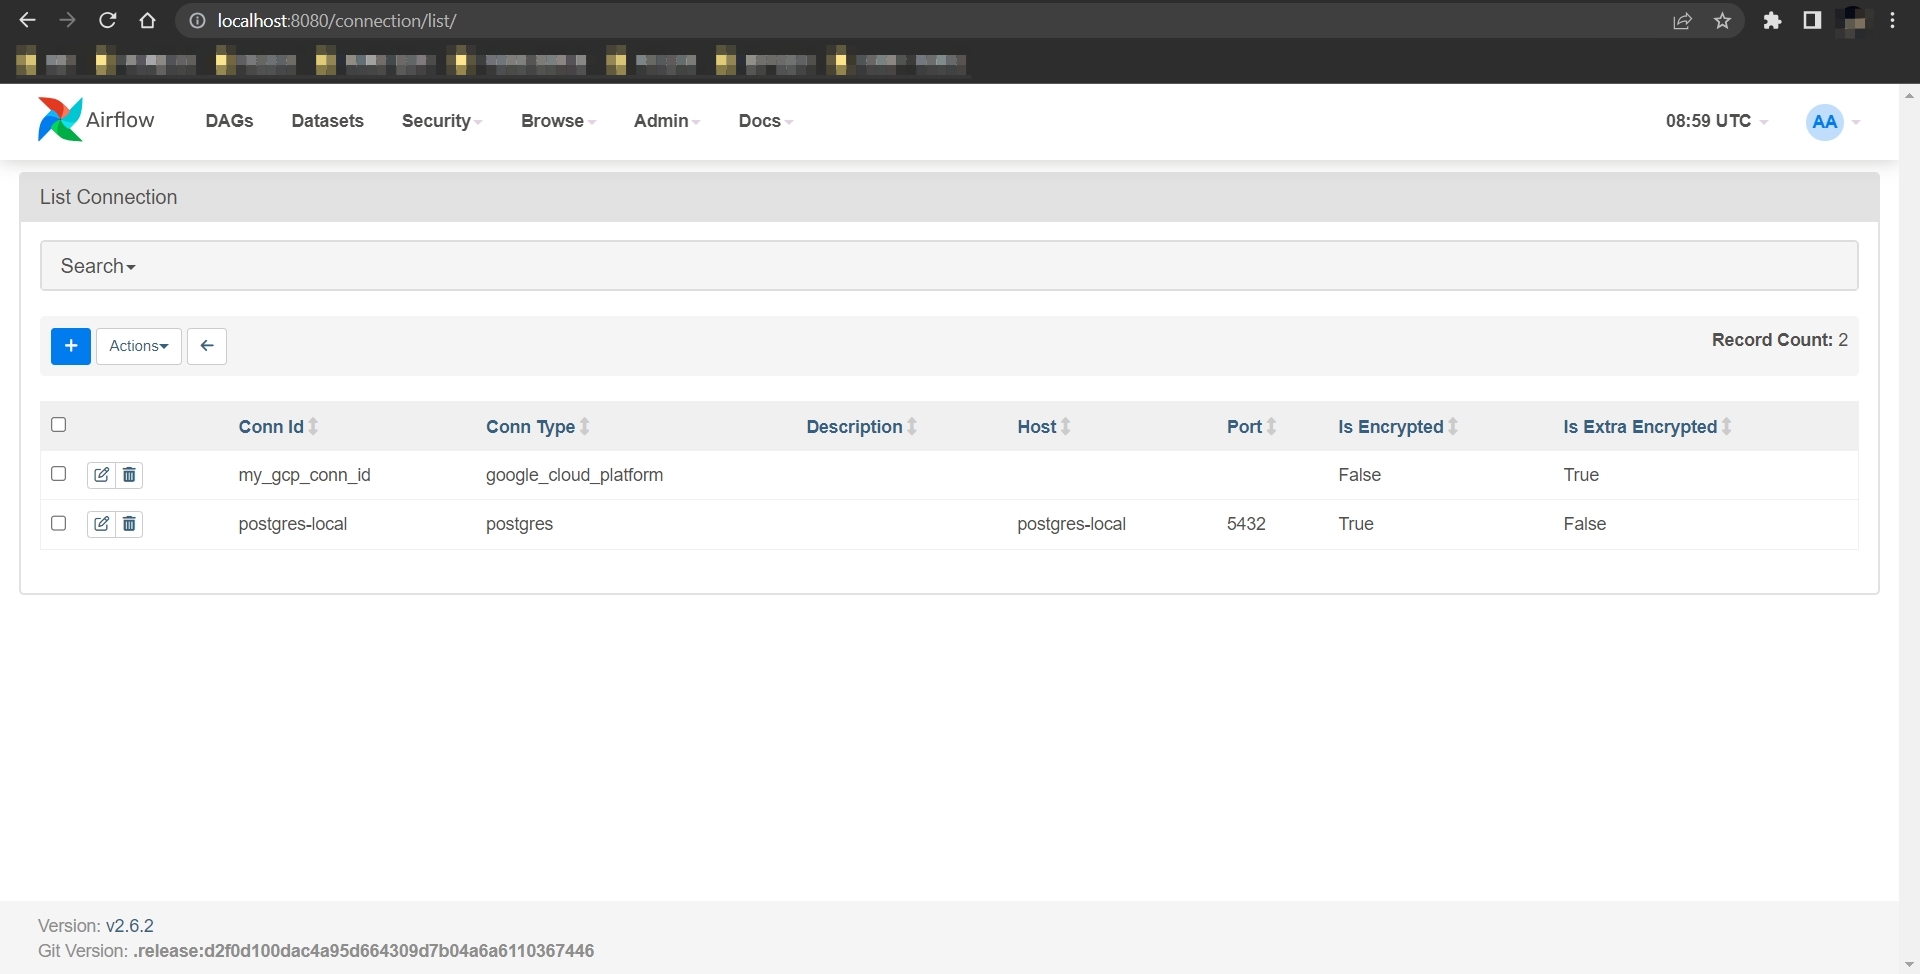 localhost:8080/connection/list/
Airflow DAGs Datasets Security Browse Admin Docs 08:59 UTC AA
List Connection
Search
+ Actions Record Count: 2
Conn Id Conn Type Description Host Port Is Encrypted Is Extra Encrypted
my_gcp_conn_id google_cloud_platform False True
postgres-local postgres postgres-local 5432 True False
Version: v2.6.2
Git Version: .release:d2f0d100dac4a95d664309d7b04a6a6110367446